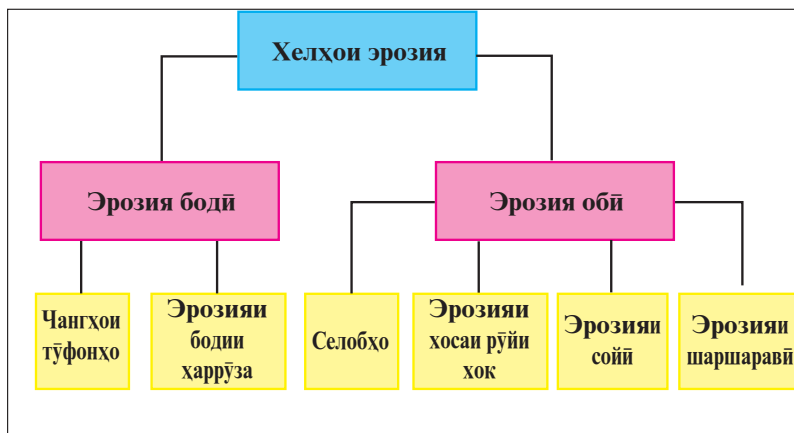 Хелҳои эрозия
Эрозия бодӣ
Эрозия обӣ
Чангҳои
тӯфонҳо
Эрозияи
бодии
ҳаррӯза
Селобҳо
Эрозияи
хосаи рӯйи
хок
Эрозияи
сойӣ
Эрозияи
шаршаравӣ